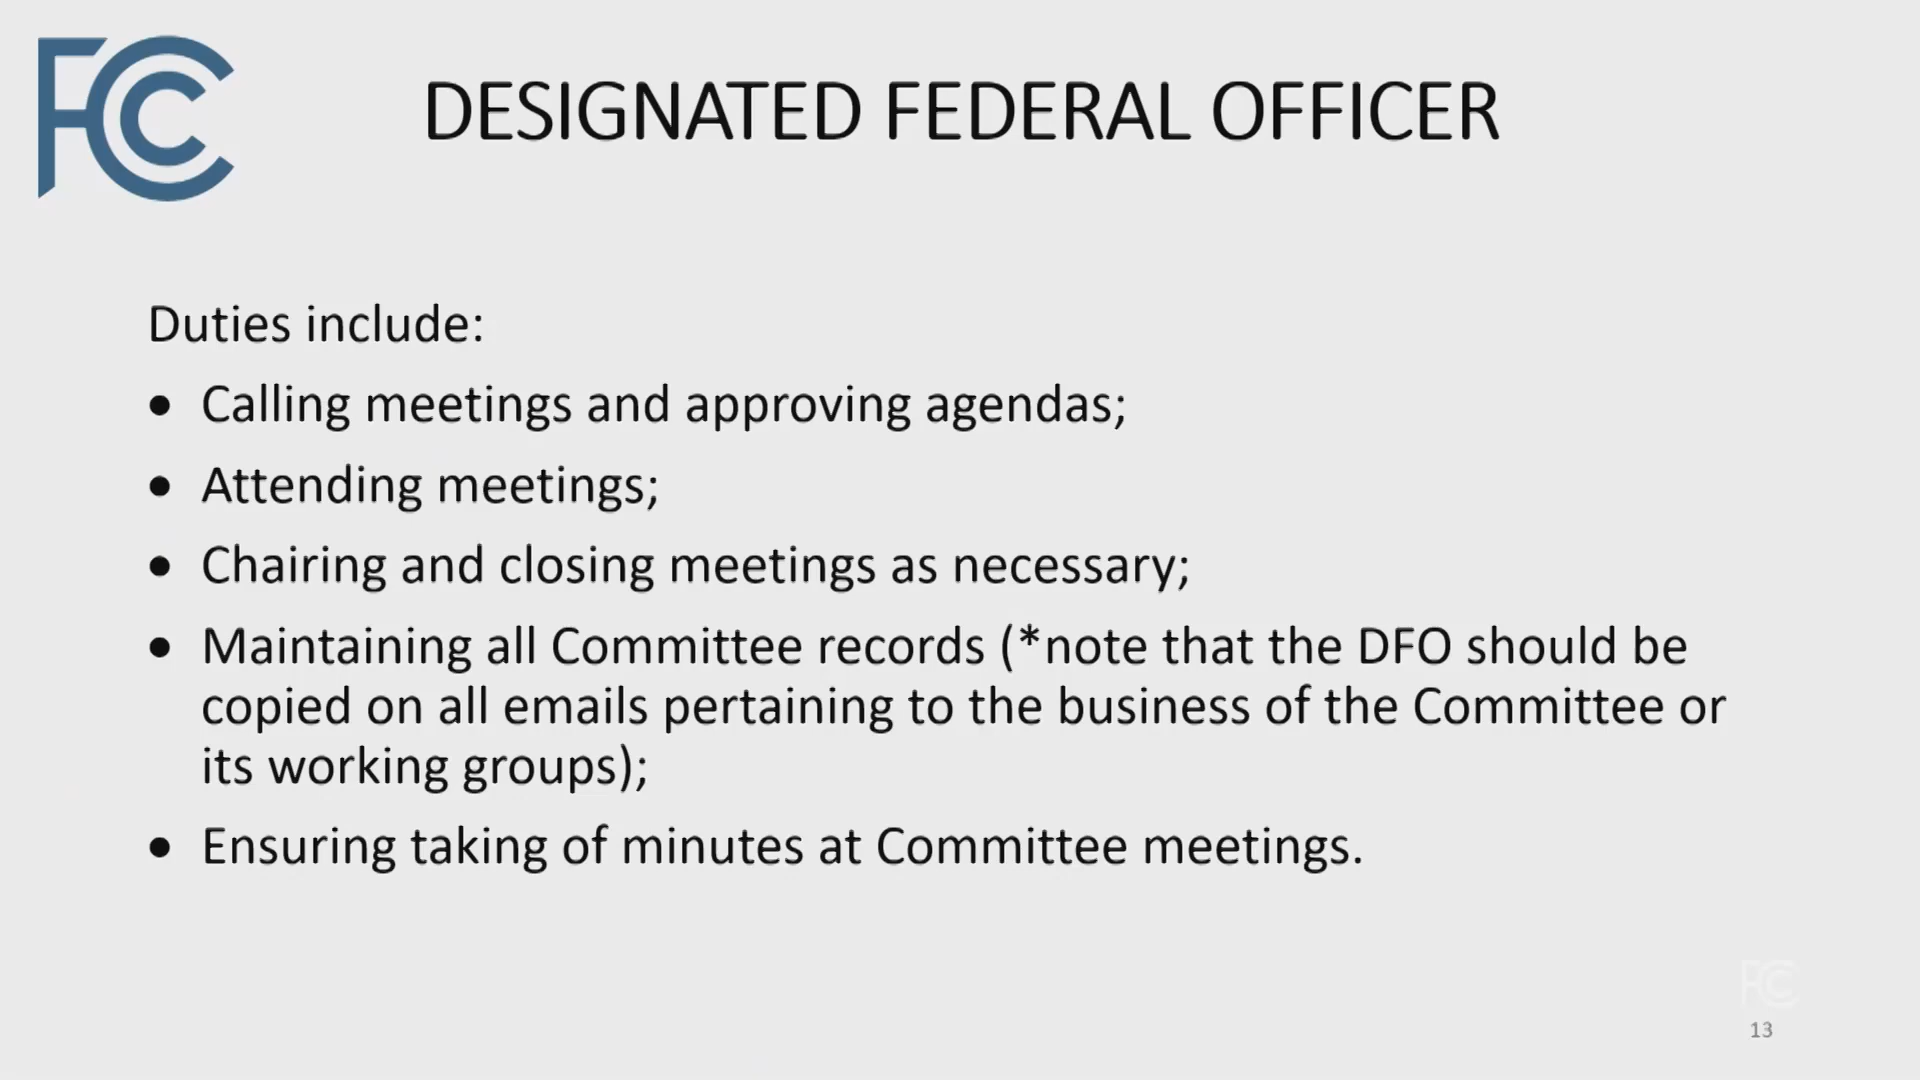 FCC
DESIGNATED FEDERAL OFFICER
Duties include:
• Calling meetings and approving agendas;
• Attending meetings;
• Chairing and closing meetings as necessary;
• Maintaining all Committee records (*note that the DFO should be
copied on all emails pertaining to the business of the Committee or
its working groups);
• Ensuring taking of minutes at Committee meetings.
FCC
13